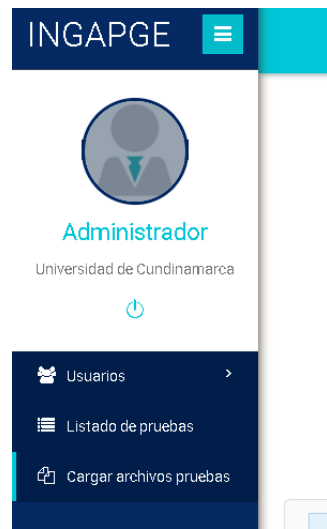 INGAPGE
Administrador
Universidad de Cundinamarca
Usuarios
Listado de pruebas
Cargar archivos pruebas